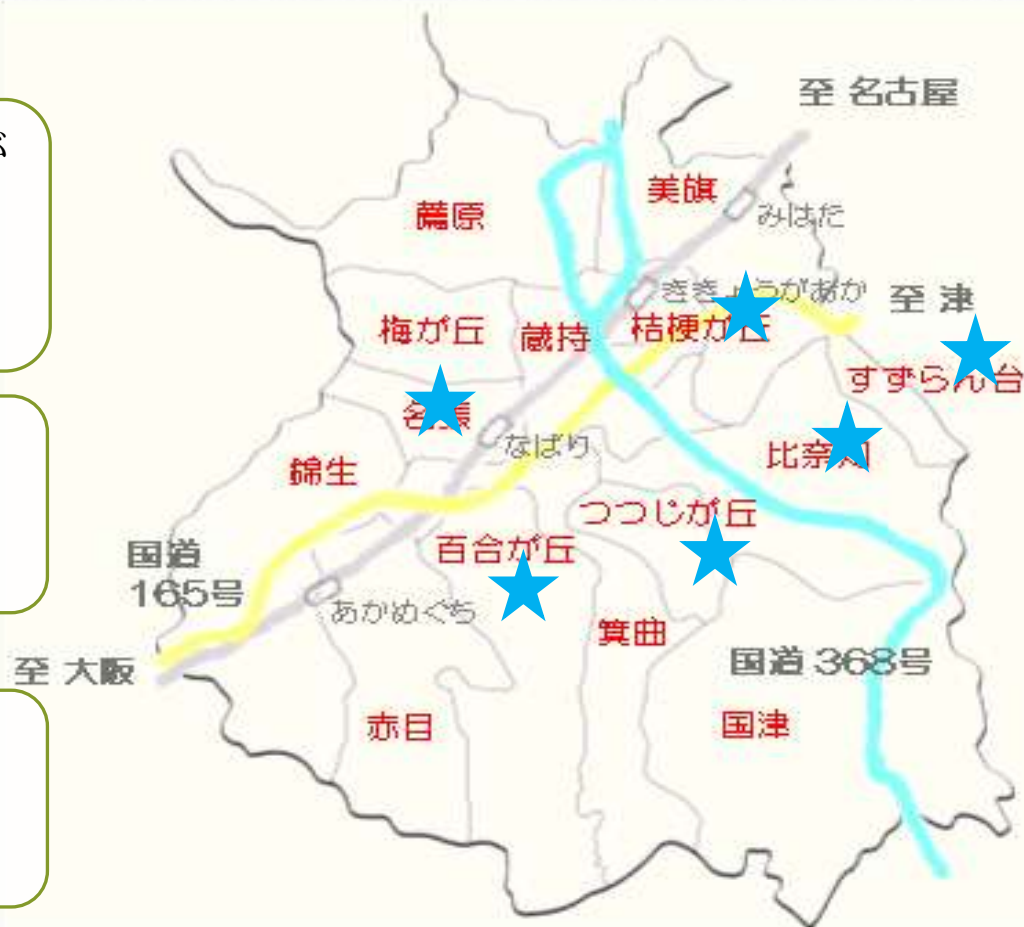 至 名古屋
が
美旗
薦原
みはた
ききょうがおか
至 津
梅が丘
蔵持
桔梗が丘
すずらん台
名張
なばり
比奈知
錦生
つつじが丘
百合が丘
国道
165号
あかめぐち
箕曲
国道 368号
至 大阪
赤目
国津